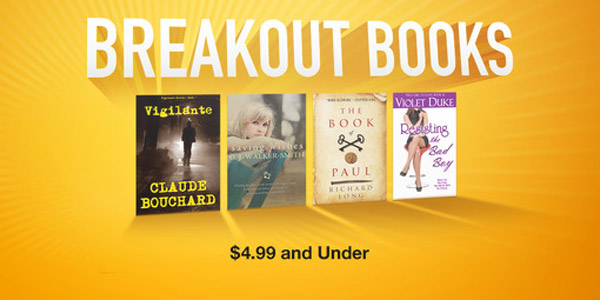 BREAKOUT BOOKS
Vigilante
CLAUDE
BOUCHARD
saving wishes
G.J. WALKER-SMITH
THE
BOOK
of
PAUL
RICHARD
LONG
VIOLET DUKE
Resisting
the
Bad
Boy
$4.99 and Under